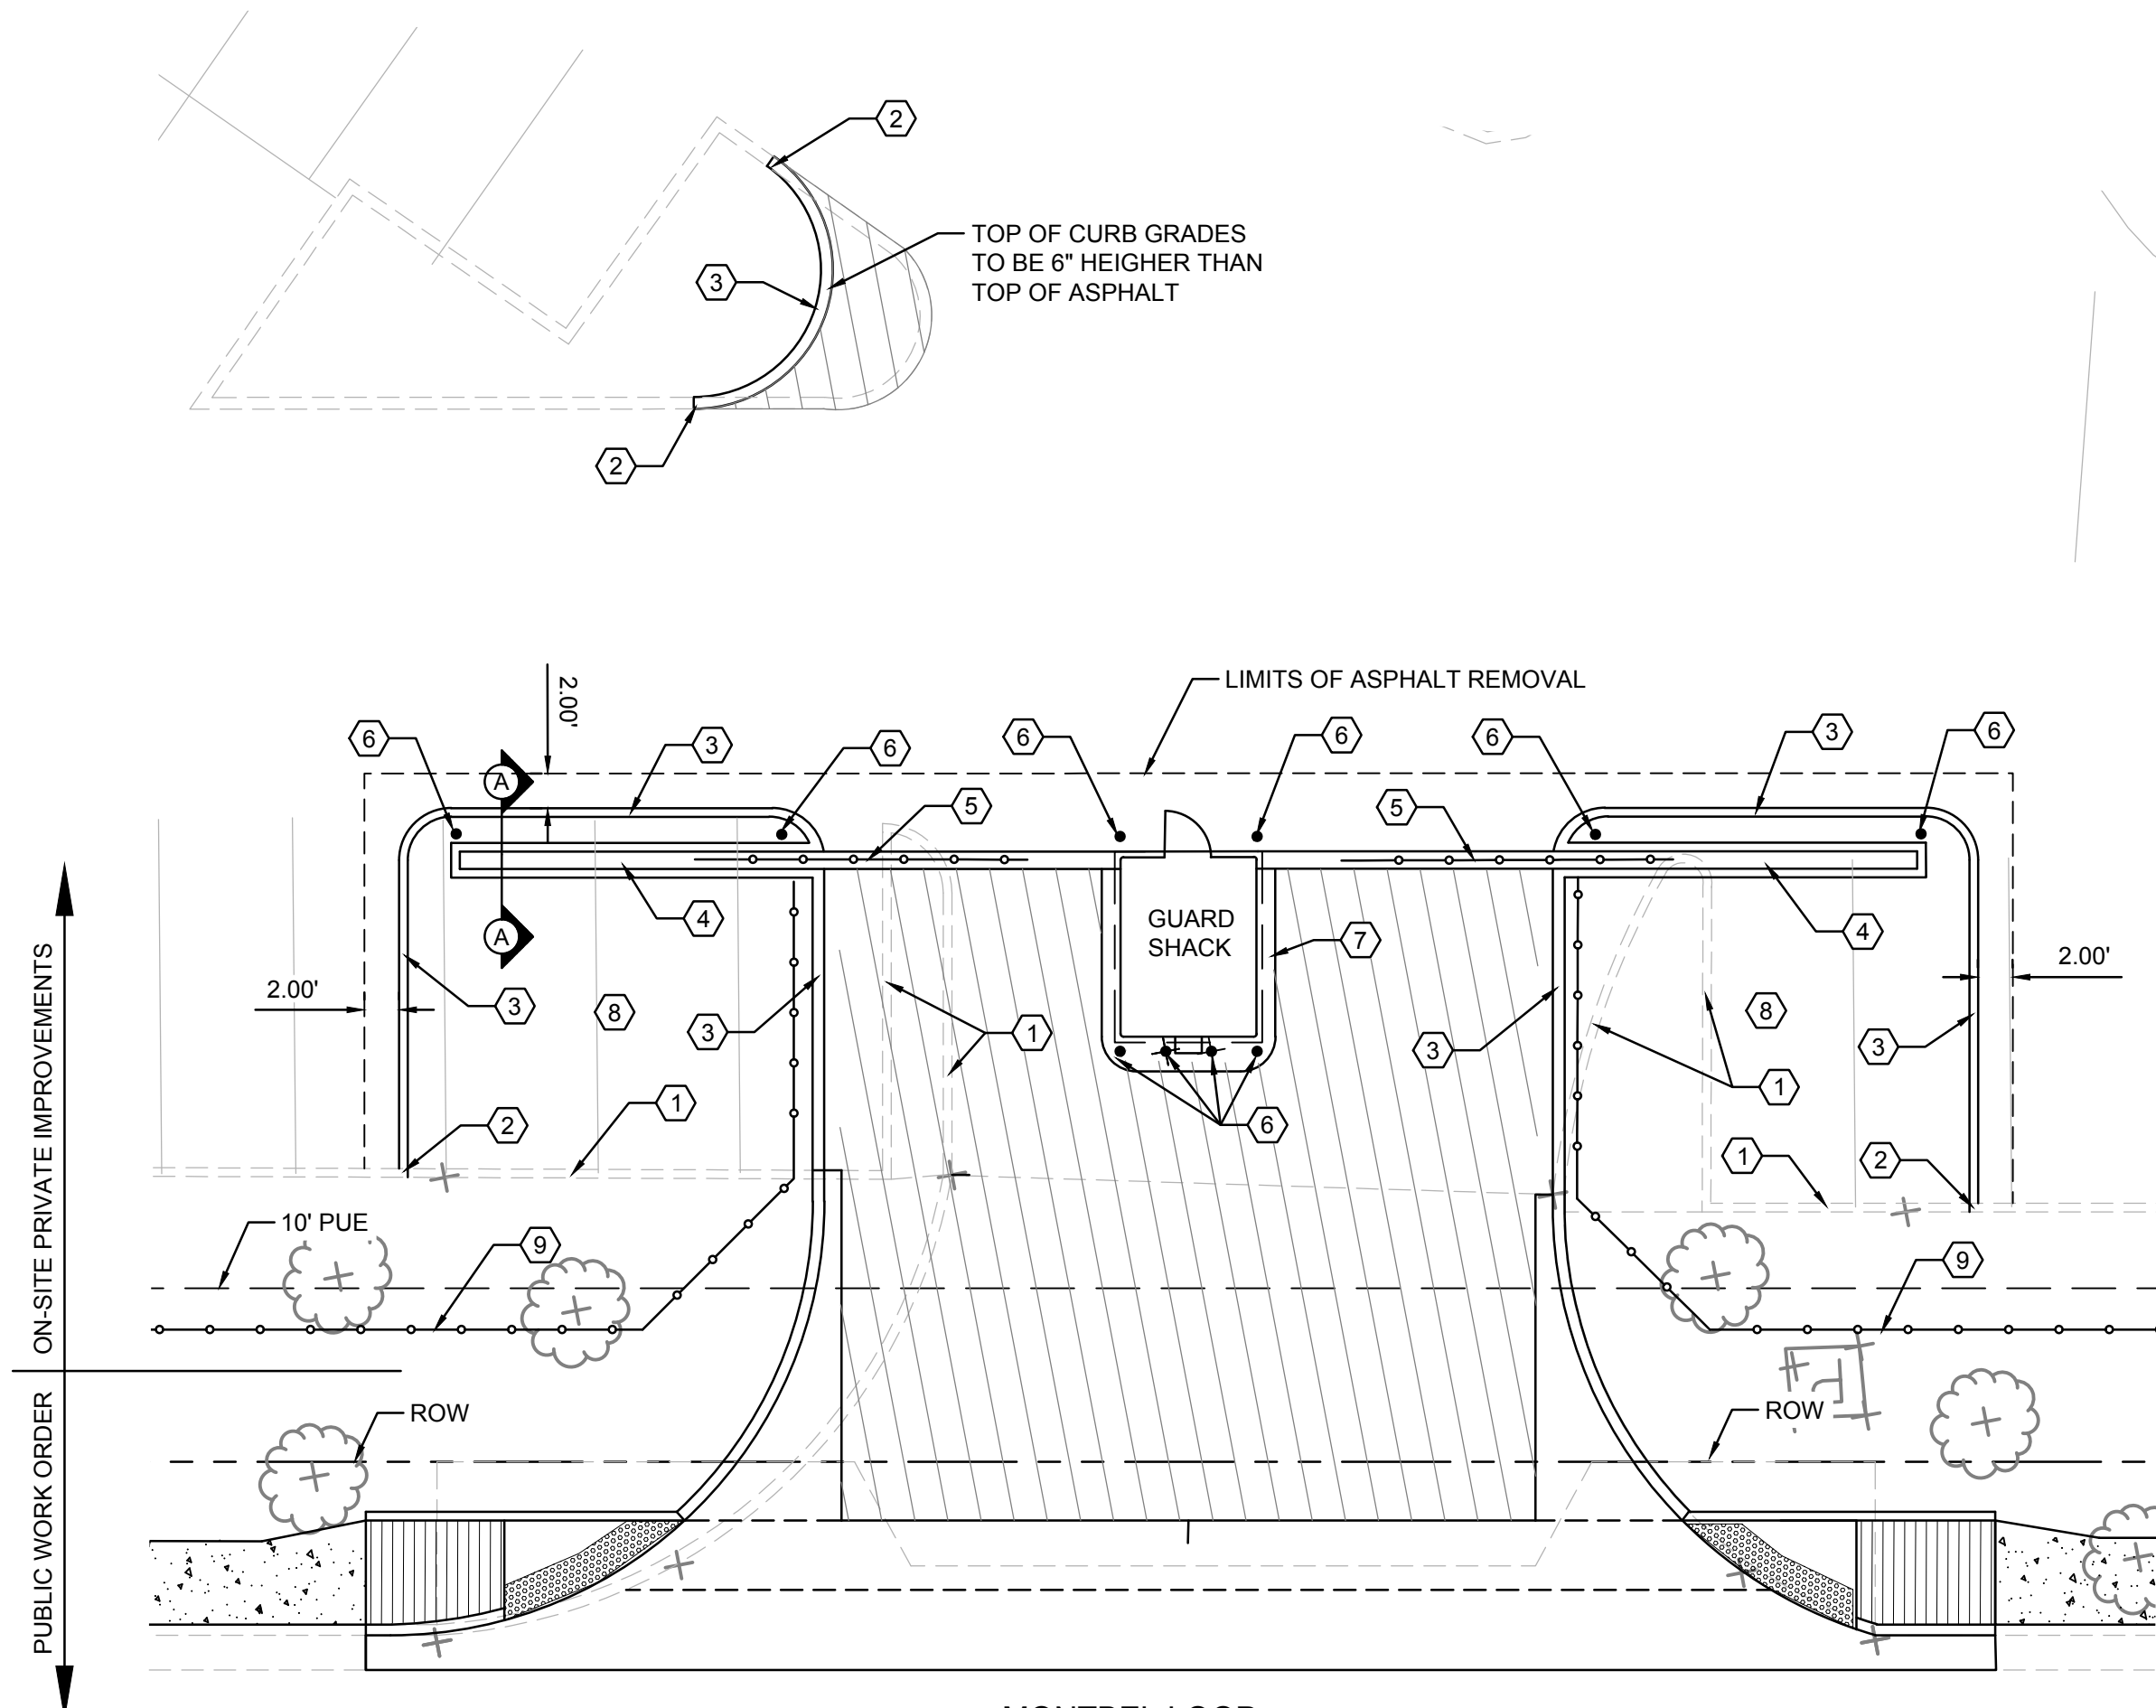 2
TOP OF CURB GRADES
TO BE 6" HEIGHER THAN
TOP OF ASPHALT
3
2
LIMITS OF ASPHALT REMOVAL
2.00'
6
3
6
6
6
6
3
6
A
5
5
4
GUARD
SHACK
7
4
A
2.00'
2.00'
3
8
3
1
3
8
3
1
1
2
6
1
2
10' PUE
9
9
ON-SITE PRIVATE IMPROVEMENTS
ROW
ROW
PUBLIC WORK ORDER